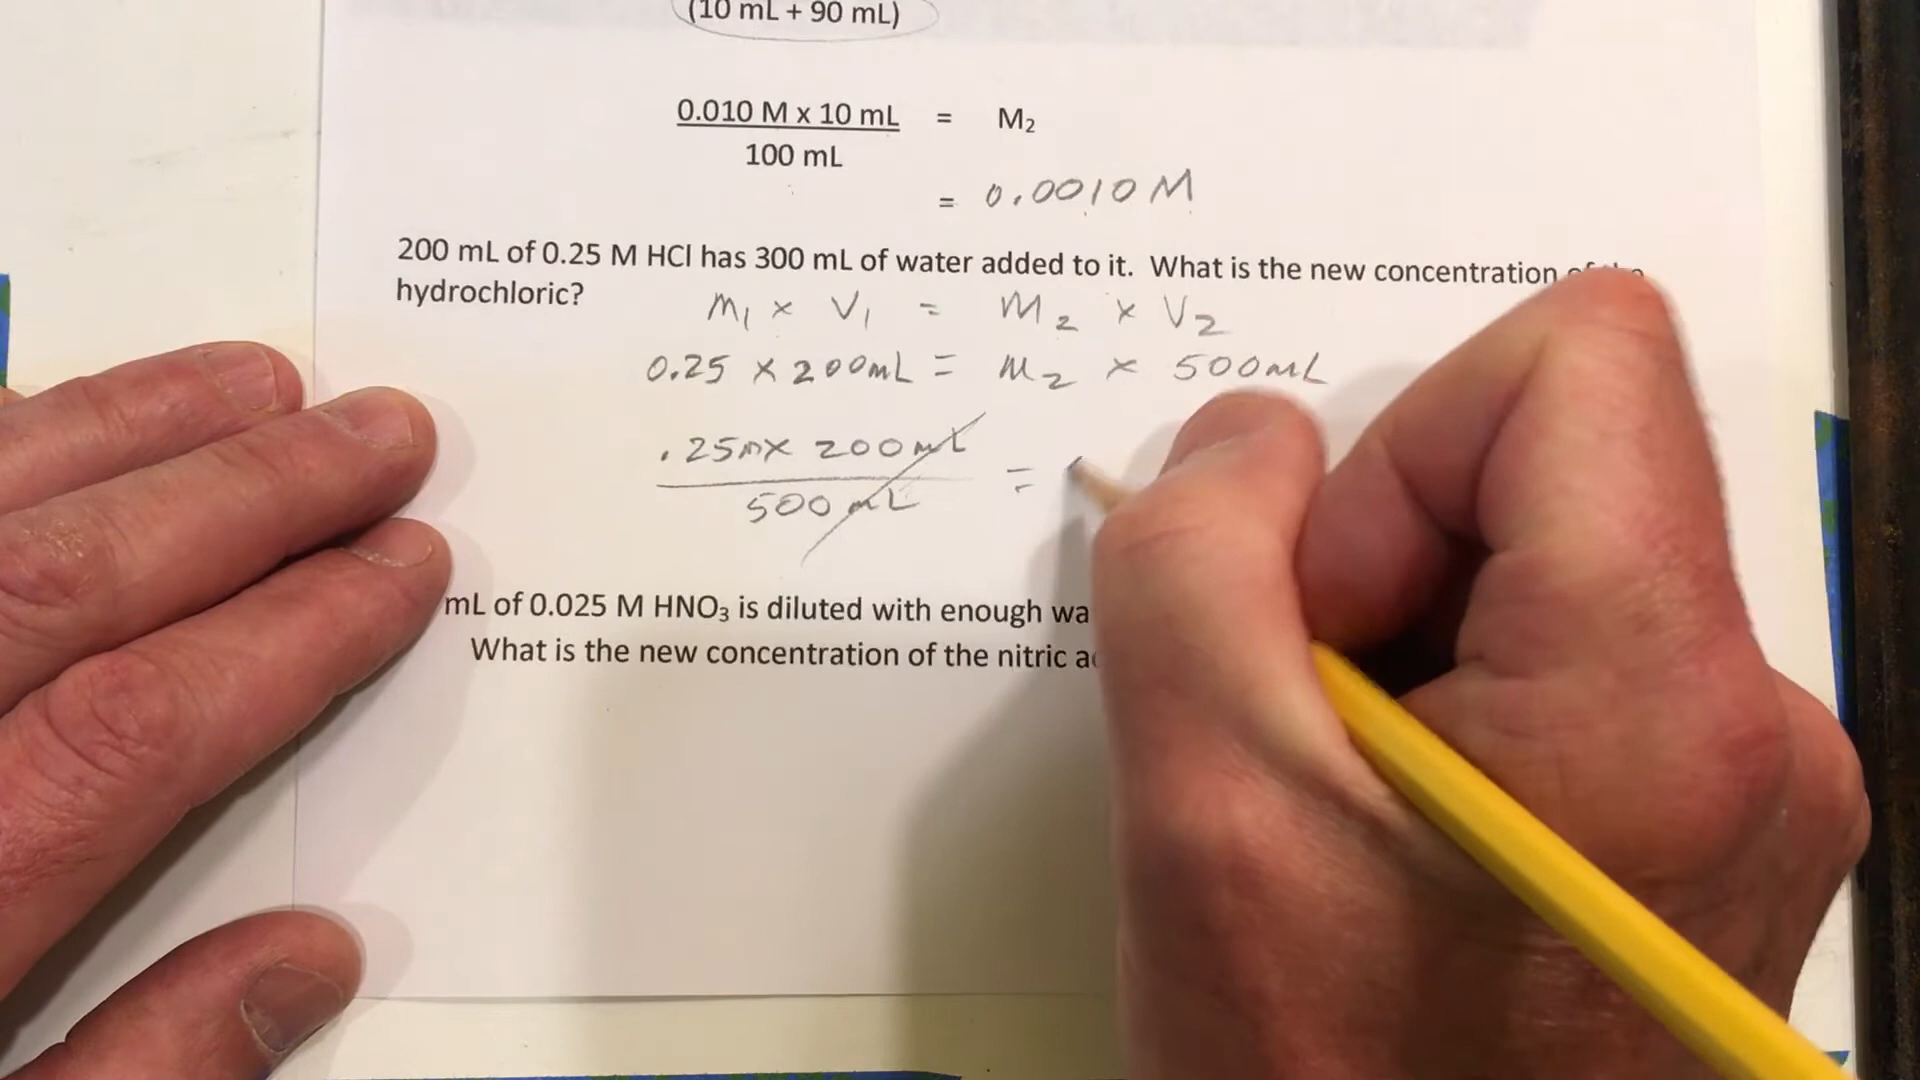 (10 mL + 90 mL)
0.010 M x 10 mL = M₂
100 mL
= 0.0010 M
200 mL of 0.25 M HCl has 300 mL of water added to it. What is the new concentration
hydrochloric?
M₁ x V₁ = M₂ x V₂
0.25 x 200mL = M₂ x 500mL
.25M x 200mL =
500mL
mL of 0.025 M HNO₃ is diluted with enough
What is the new concentration of the nitric